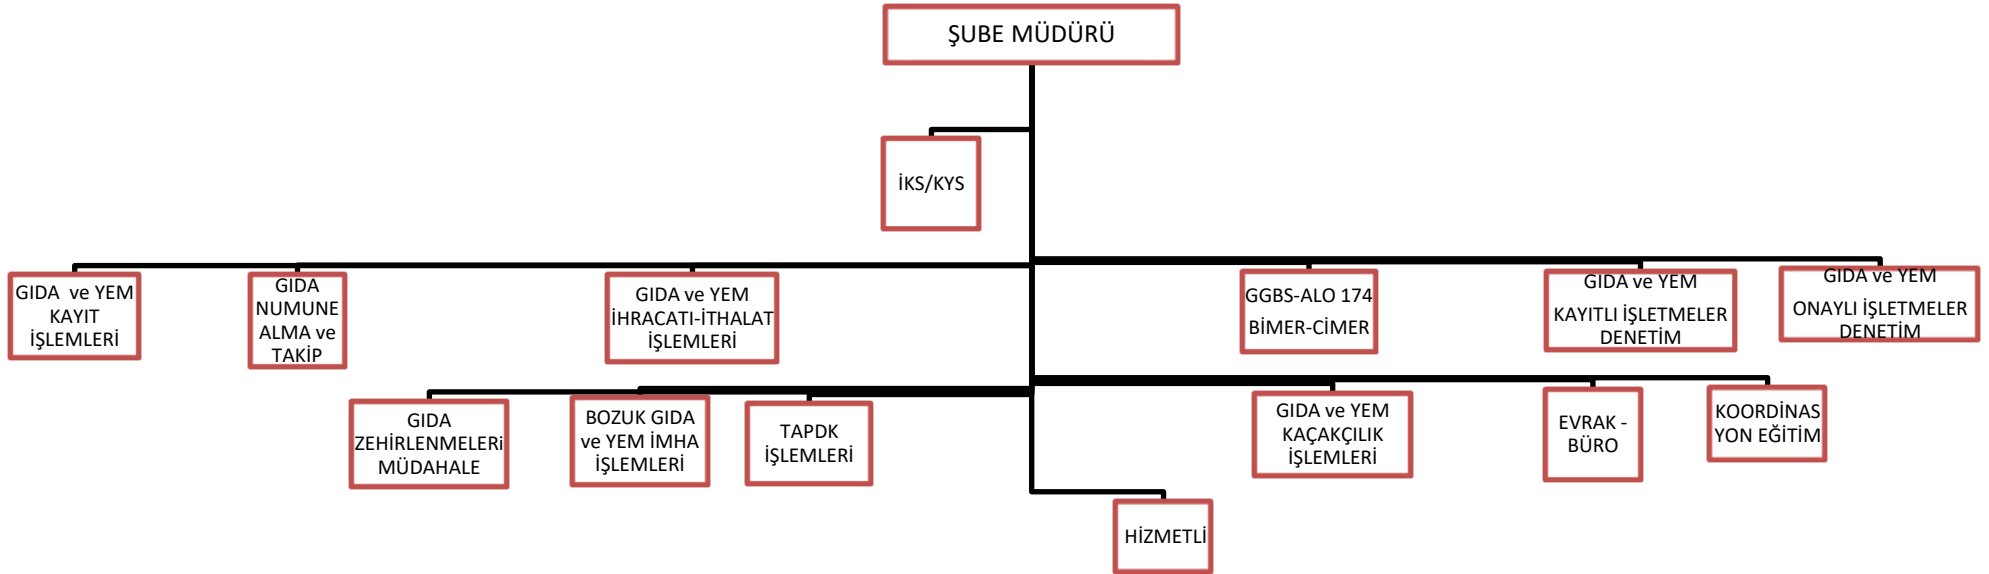 ŞUBE MÜDÜRÜ
İKS/KYS
GIDA ve YEM
KAYIT
İŞLEMLERİ
GIDA
NUMUNE
ALMA ve
TAKİP
GIDA ve YEM
İHRACATI-İTHALAT
İŞLEMLERİ
GGBS-ALO 174
BİMER-CİMER
GIDA ve YEM
KAYITLI İŞLETMELER
DENETİM
GIDA ve YEM
ONAYLI İŞLETMELER
DENETİM
GIDA
ZEHİRLENMELERi
MÜDAHALE
BOZUK GIDA
ve YEM İMHA
İŞLEMLERİ
TAPDK
İŞLEMLERİ
GIDA ve YEM
KAÇAKÇILIK
İŞLEMLERİ
EVRAK -
BÜRO
KOORDİNAS
YON EĞİTİM
HİZMETLİ